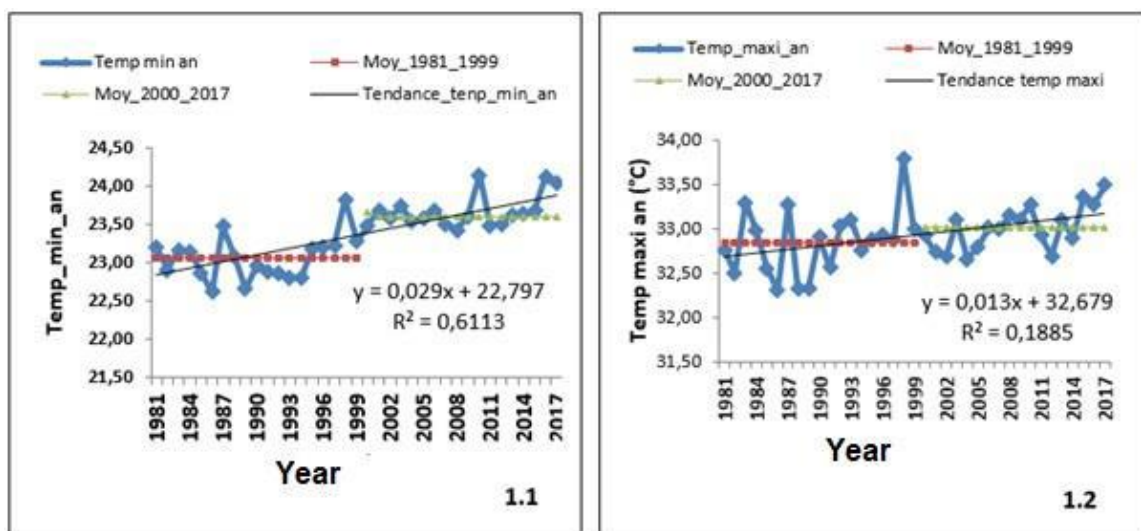 Temp min an
Moy_1981_1999
Moy_2000_2017
Tendance_tenp_min_an
24,50
24,00
23,50
23,00
22,50
22,00
21,50
Temp_min_an
y = 0,029x + 22,797
R² = 0,6113
1981
1984
1987
1990
1993
1996
1999
2002
2005
2008
2011
2014
2017
Year
1.1
Temp_maxi_an
Moy_1981_1999
Moy_2000_2017
Tendance temp maxi
34,00
33,50
33,00
32,50
32,00
31,50
Temp maxi an (°C)
y = 0,013x + 32,679
R² = 0,1885
1981
1984
1987
1990
1993
1996
1999
2002
2005
2008
2011
2014
2017
Year
1.2